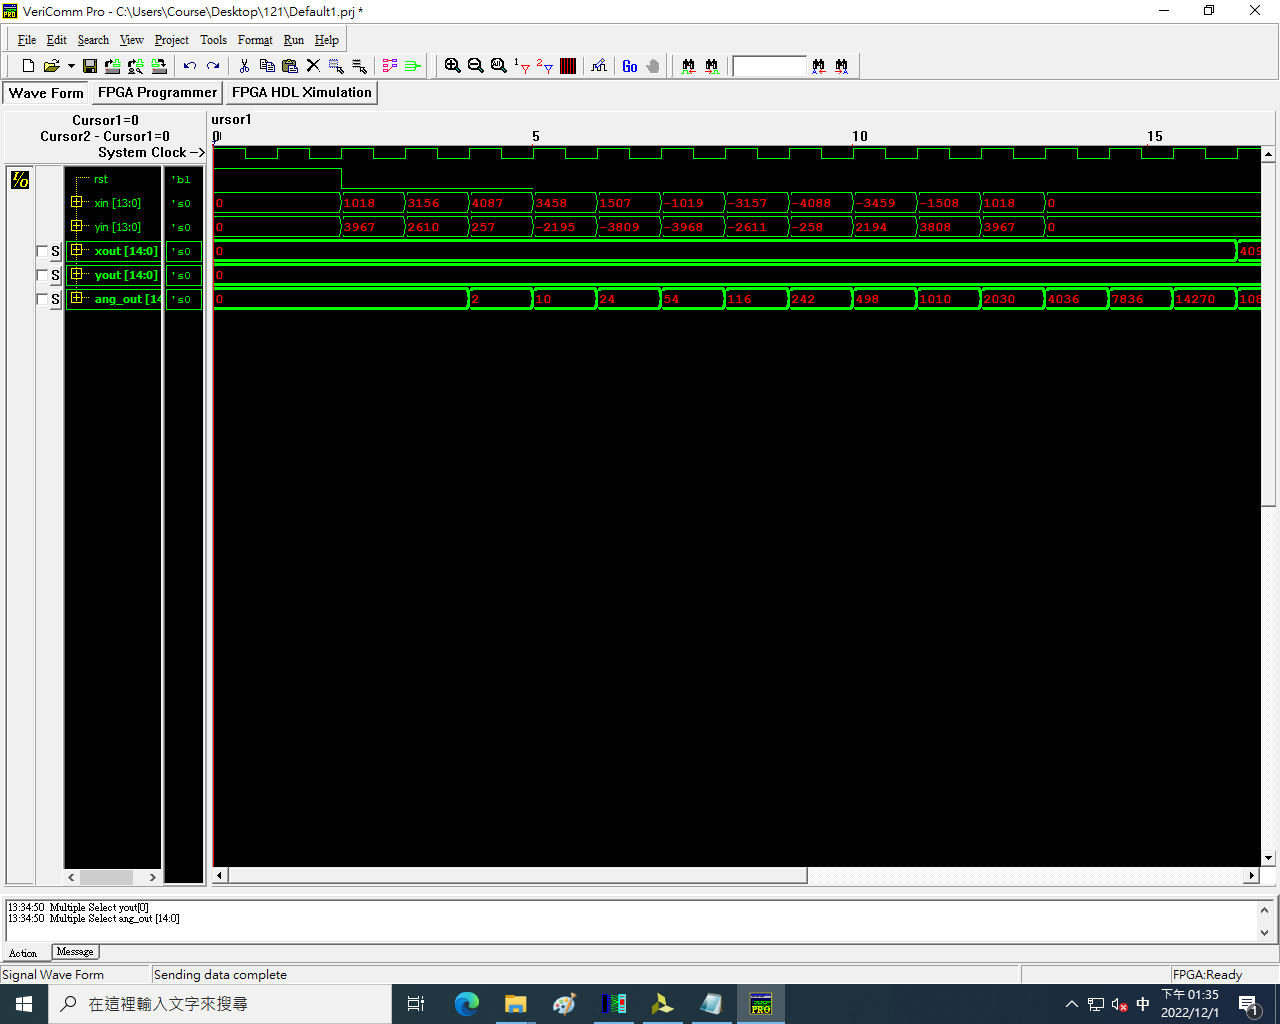 VeriComm Pro - C:\Users\Course\Desktop\121\Default1.prj *
File Edit Search View Project Tools Format Run Help
Go
Wave Form FPGA Programmer FPGA HDL Ximulation
Cursor1=0
Cursor2 - Cursor1=0
System Clock ->
ursor1
0 5 10 15
I/O
rst 'b1
xin [13:0] 's0 0 1018 3156 4087 3458 1507 -1019 -3157 -4088 -3459 -1508 1018 0
yin [13:0] 's0 0 3967 2610 257 -2195 -3809 -3968 -2611 -258 2194 3808 3967 0
S xout [14:0] 's0 0 409
S yout [14:0] 's0 0
S ang_out [14 's0 0 2 10 24 54 116 242 498 1010 2030 4036 7836 14270 108
13:34:50 Multiple Select yout[0]
13:34:50 Multiple Select ang_out [14:0]
Action Message
Signal Wave Form Sending data complete FPGA:Ready
在這裡輸入文字來搜尋
PRO
中
下午 01:35
2022/12/1
1